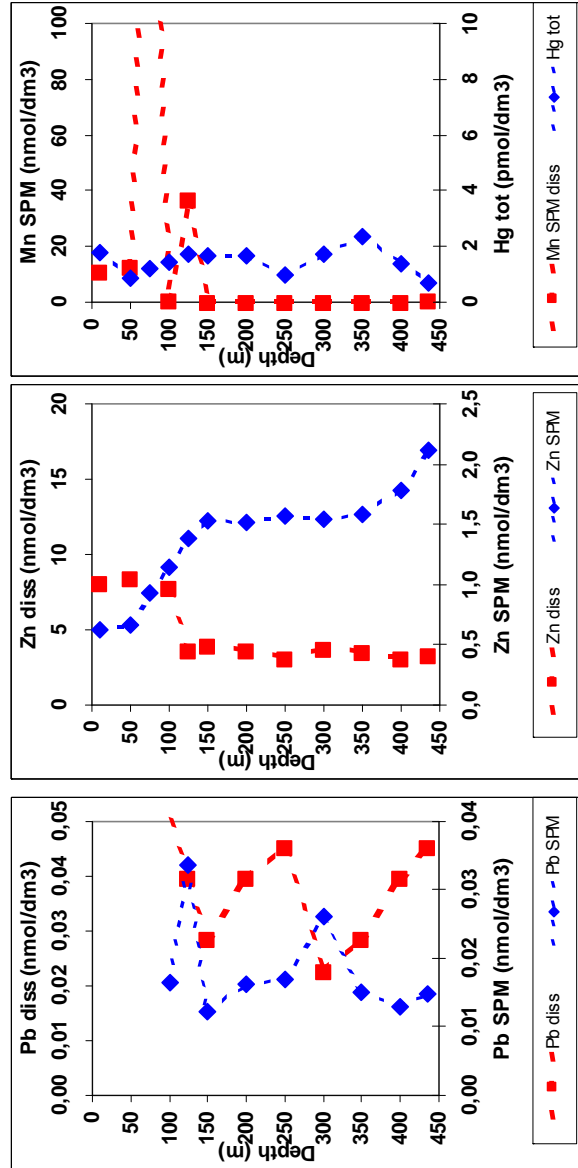 Pb diss (nmol/dm3)
0,00 0,01 0,02 0,03 0,04 0,05
0
50
100
150
200
250
300
350
400
450
Depth (m)
0,00 0,01 0,02 0,03 0,04
Pb SPM (nmol/dm3)
Pb diss Pb SPM
Zn diss (nmol/dm3)
0 5 10 15 20
0
50
100
150
200
250
300
350
400
450
Depth (m)
0,0 0,5 1,0 1,5 2,0 2,5
Zn SPM (nmol/dm3)
Zn diss Zn SPM
Mn SPM (nmol/dm3)
0 20 40 60 80 100
0
50
100
150
200
250
300
350
400
450
Depth (m)
0 2 4 6 8 10
Hg tot (pmol/dm3)
Mn SPM diss Hg tot